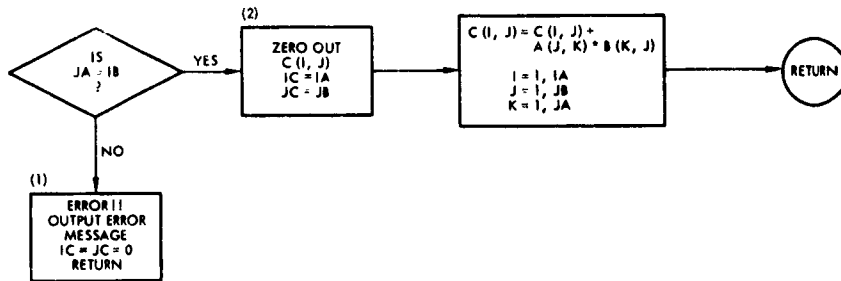 (2)
IS
JA = IB
?
YES
ZERO OUT
C (I, J)
IC = IA
JC = JB
C (I, J) = C (I, J) +
A (J, K) * B (K, J)
I = 1, IA
J = 1, JB
K = 1, JA
RETURN
NO
(1)
ERROR!!
OUTPUT ERROR
MESSAGE
IC = JC = 0
RETURN